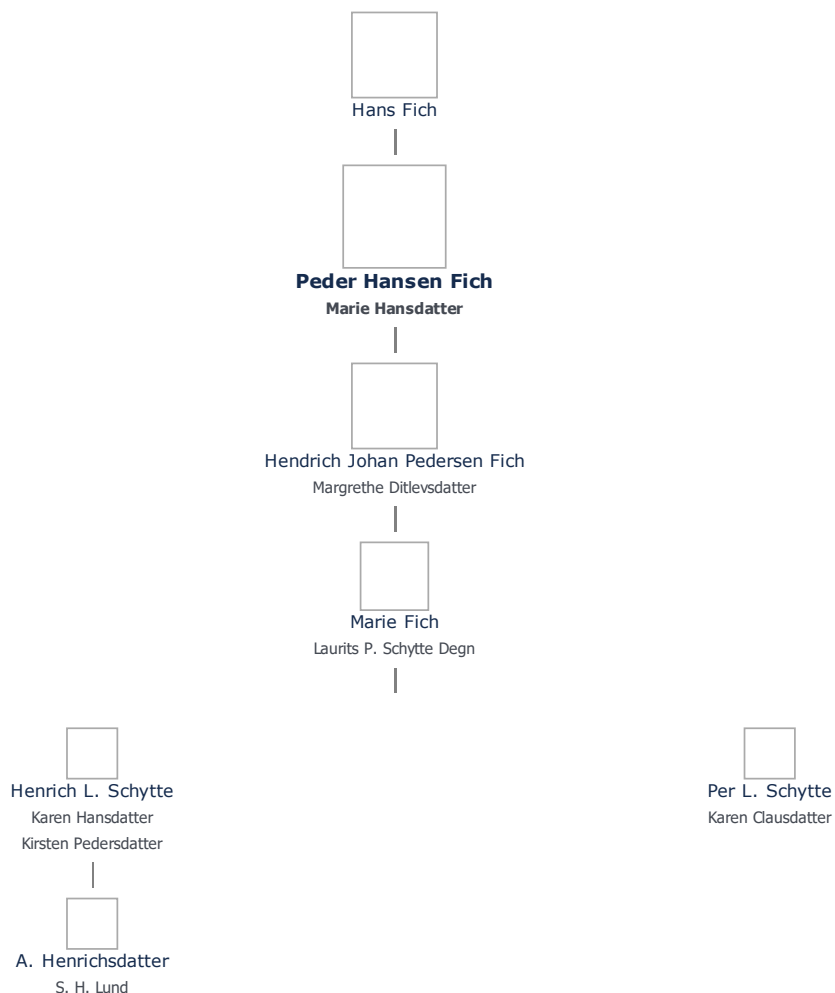 Hans Fich
Peder Hansen Fich
Marie Hansdatter
Hendrich Johan Pedersen Fich
Margrethe Ditlevsdatter
Marie Fich
Laurits P. Schytte Degn
Henrich L. Schytte
Karen Hansdatter
Kirsten Pedersdatter
Per L. Schytte
Karen Clausdatter
A. Henrichsdatter
S. H. Lund